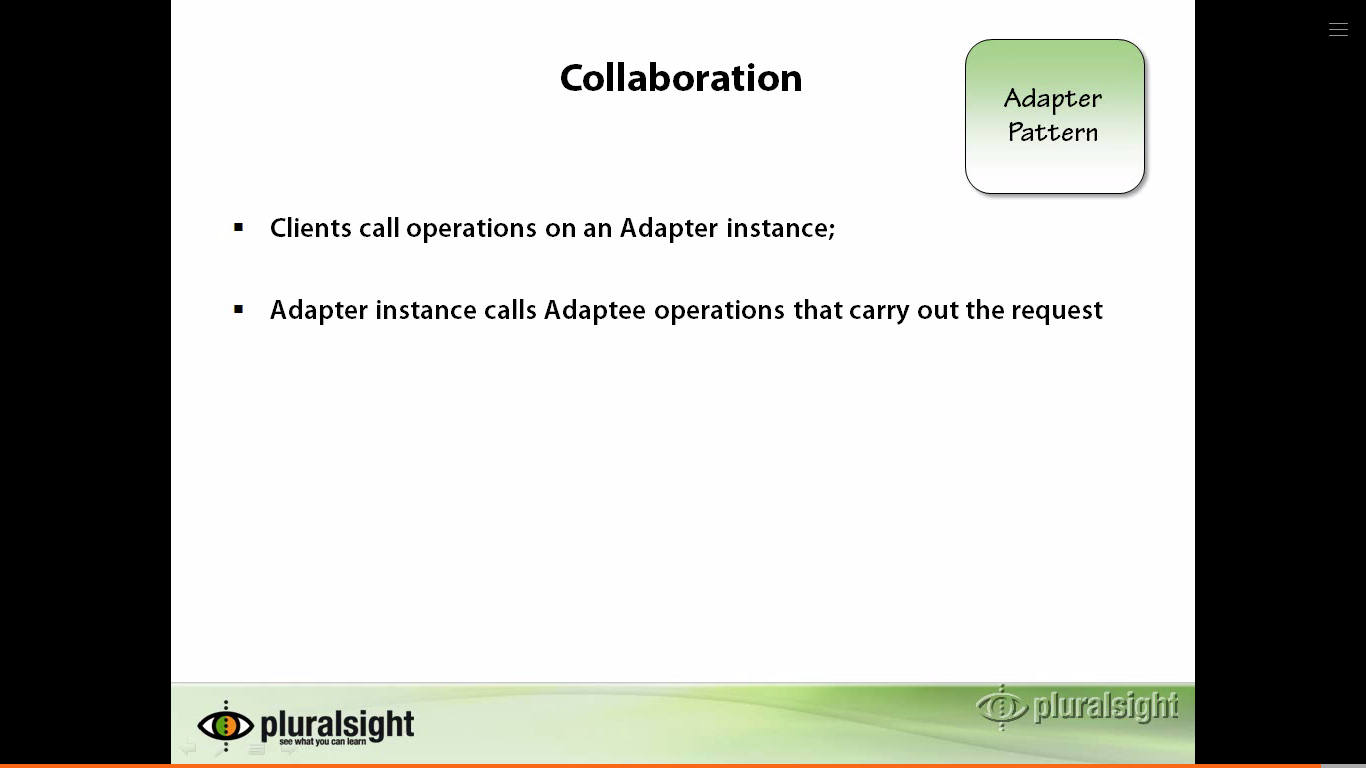 Collaboration
Adapter
Pattern
▪ Clients call operations on an Adapter instance;
▪ Adapter instance calls Adaptee operations that carry out the request
pluralsight
see what you can learn
pluralsight